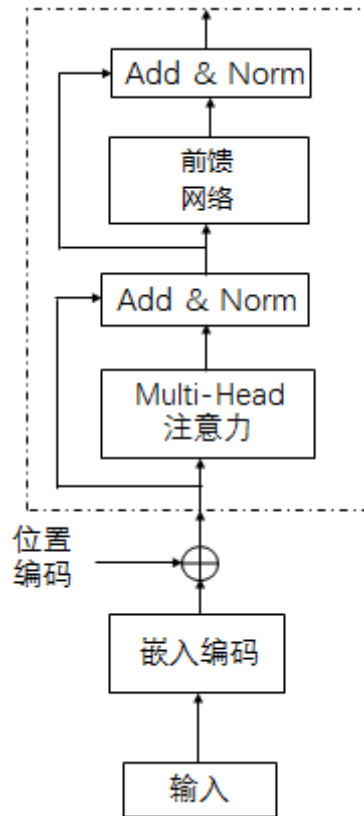 Add & Norm
前馈
网络
Add & Norm
Multi-Head
注意力
位置
编码
嵌入编码
输入